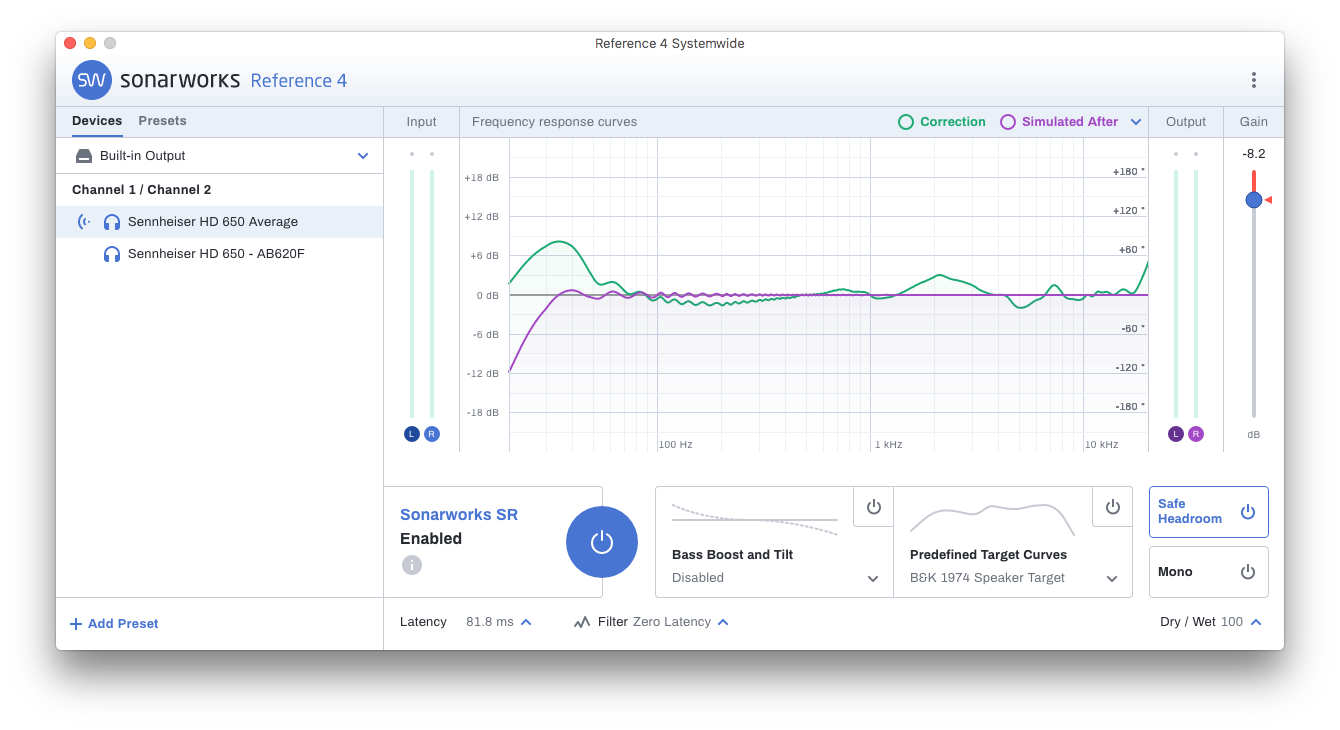 Reference 4 Systemwide
SW sonarworks Reference 4
Devices Presets
Input
Frequency response curves
Correction Simulated After
Output
Gain
Built-in Output
Channel 1 / Channel 2
Sennheiser HD 650 Average
Sennheiser HD 650 - AB620F
-8.2
+18 dB
+12 dB
+6 dB
0 dB
-6 dB
-12 dB
-18 dB
+180 °
+120 °
+60 °
-60 °
-120 °
-180 °
100 Hz
1 kHz
10 kHz
L R
L R
dB
Sonarworks SR
Enabled
Bass Boost and Tilt
Disabled
Predefined Target Curves
B&K 1974 Speaker Target
Safe
Headroom
Mono
Add Preset
Latency 81.8 ms
Filter Zero Latency
Dry / Wet 100